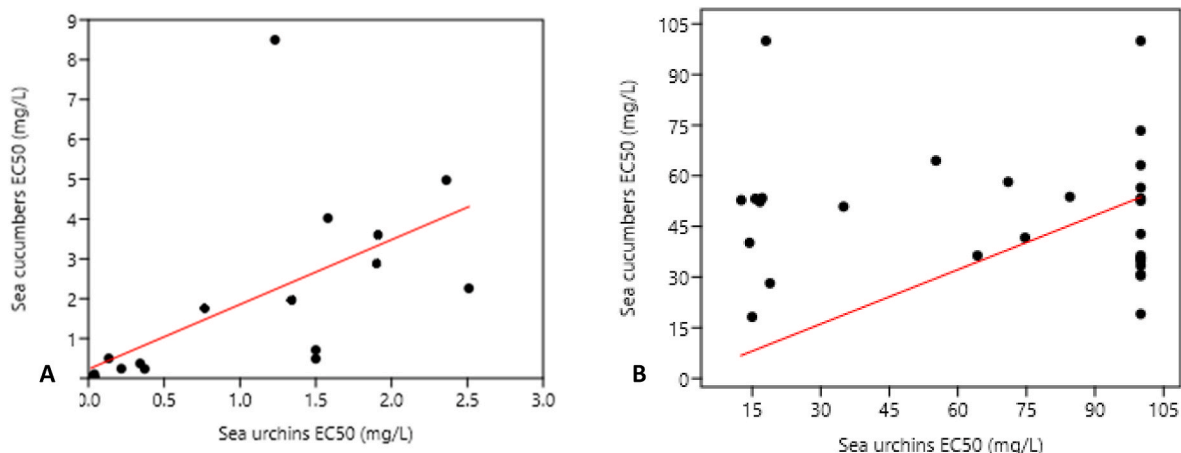 9
8
7
6
5
4
3
2
1
Sea cucumbers EC50 (mg/L)
A
0.0 0.5 1.0 1.5 2.0 2.5 3.0
Sea urchins EC50 (mg/L)
105
90
75
60
45
30
15
0
Sea cucumbers EC50 (mg/L)
B
15 30 45 60 75 90 105
Sea urchins EC50 (mg/L)